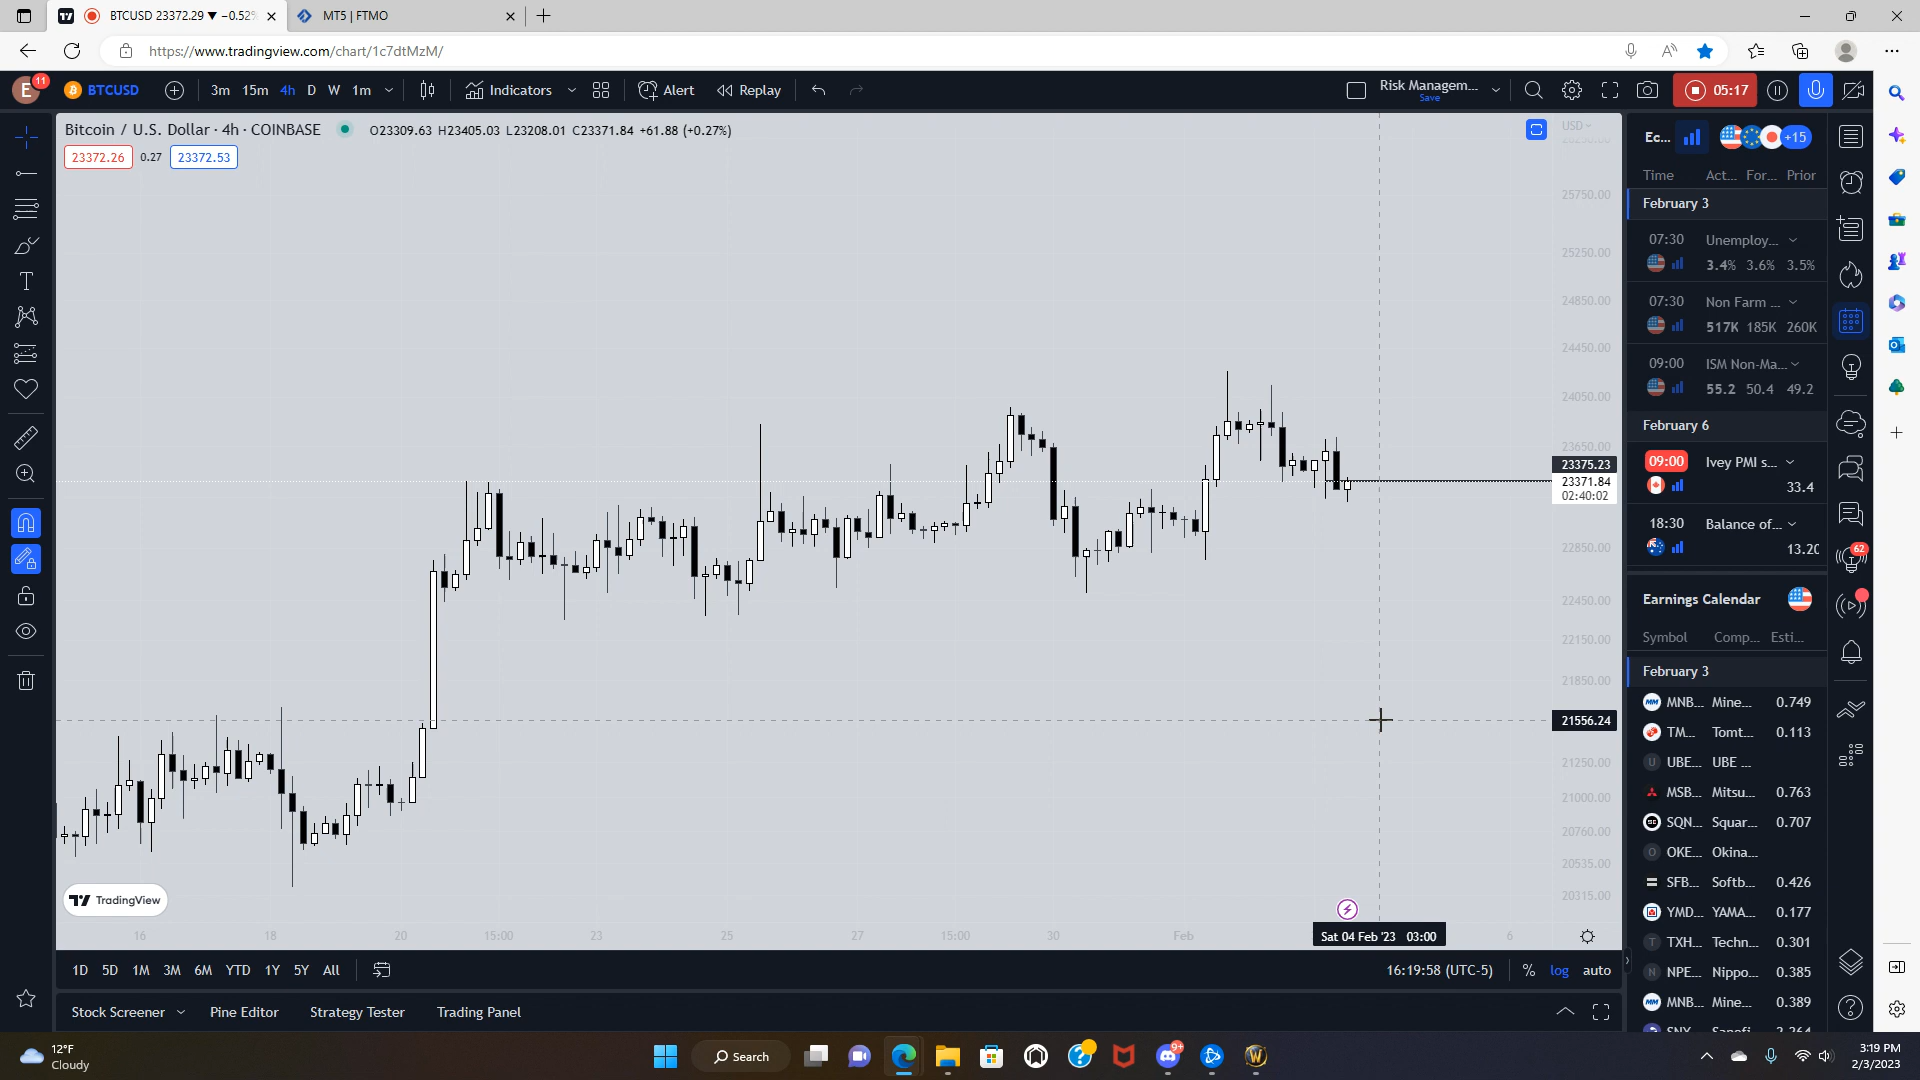 BTCUSD 23372.29 ▼ −0.52%
MT5 | FTMO
https://www.tradingview.com/chart/1c7dtMzM/
E 11 BTCUSD 3m 15m 4h D W 1m Indicators Alert Replay Risk Managem... Save 05:17
Bitcoin / U.S. Dollar · 4h · COINBASE O23309.63 H23405.03 L23208.01 C23371.84 +61.88 (+0.27%)
23372.26 0.27 23372.53
USD
25750.00
25250.00
24850.00
24450.00
24050.00
23650.00
23375.23
23371.84
02:40:02
22850.00
22450.00
22150.00
21850.00
21556.24
21250.00
21000.00
20760.00
20535.00
20315.00
TradingView
16 18 20 15:00 23 25 27 15:00 30 Feb Sat 04 Feb '23 03:00 6
1D 5D 1M 3M 6M YTD 1Y 5Y All 16:19:58 (UTC-5) % log auto
Stock Screener Pine Editor Strategy Tester Trading Panel
Ec... +15
Time Act... For... Prior
February 3
07:30 Unemploy...
3.4% 3.6% 3.5%
07:30 Non Farm ...
517K 185K 260K
09:00 ISM Non-Ma...
55.2 50.4 49.2
February 6
09:00 Ivey PMI s...
33.4
18:30 Balance of...
Earnings Calendar
Symbol Comp... Esti...
February 3
MNB... Mine... 0.749
TM... Tomt... 0.113
UBE... UBE ...
MSB... Mitsu... 0.763
SQN... Squar... 0.707
OKE... Okina...
SFB... Softb... 0.426
YMD... YAMA... 0.177
TXH... Techn... 0.301
NPE... Nippo... 0.385
MNB... Mine... 0.389
62
12°F
Cloudy
Search
9+
3:19 PM
2/3/2023